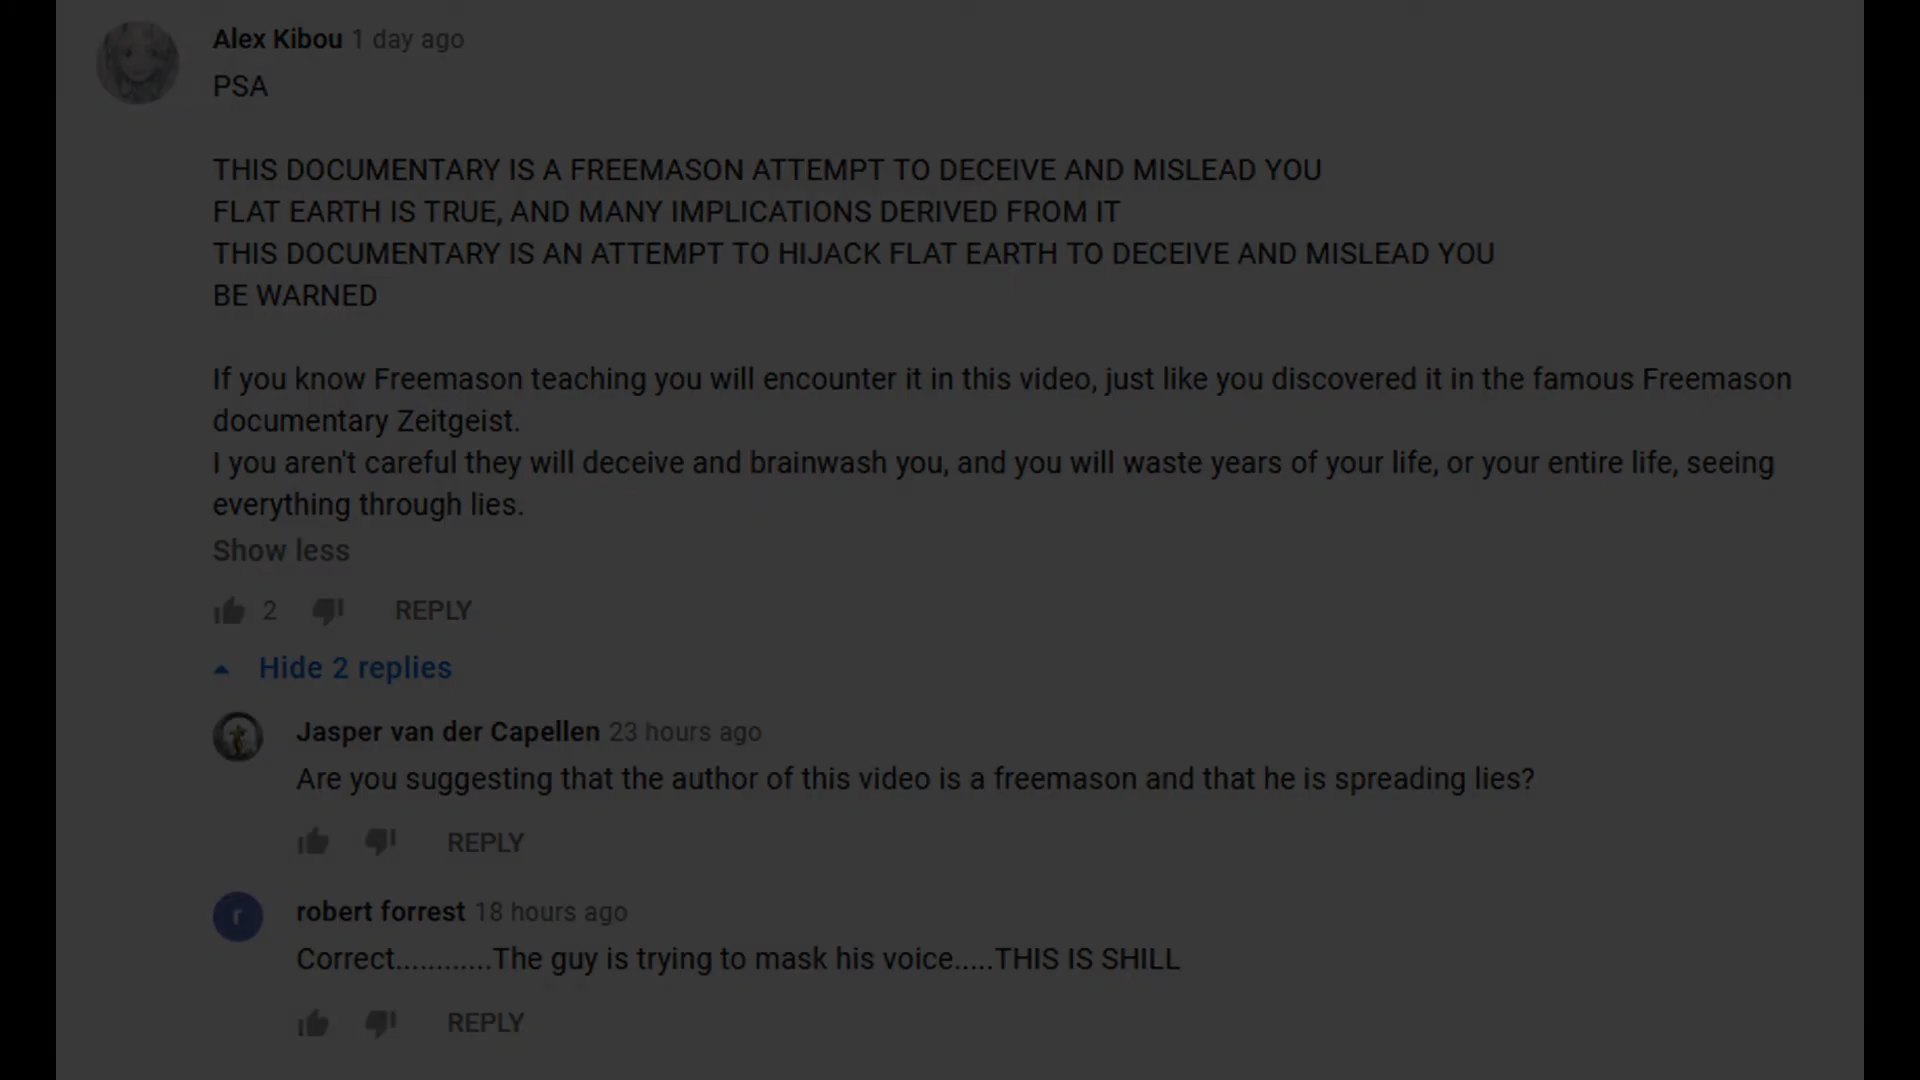 Alex Kibou 1 day ago
PSA
THIS DOCUMENTARY IS A FREEMASON ATTEMPT TO DECEIVE AND MISLEAD YOU
FLAT EARTH IS TRUE, AND MANY IMPLICATIONS DERIVED FROM IT
THIS DOCUMENTARY IS AN ATTEMPT TO HIJACK FLAT EARTH TO DECEIVE AND MISLEAD YOU
BE WARNED
If you know Freemason teaching you will encounter it in this video, just like you discovered it in the famous Freemason
documentary Zeitgeist.
I you aren't careful they will deceive and brainwash you, and you will waste years of your life, or your entire life, seeing
everything through lies.
Show less
2 REPLY
Hide 2 replies
Jasper van der Capellen 23 hours ago
Are you suggesting that the author of this video is a freemason and that he is spreading lies?
REPLY
r
robert forrest 18 hours ago
Correct............The guy is trying to mask his voice.....THIS IS SHILL
REPLY